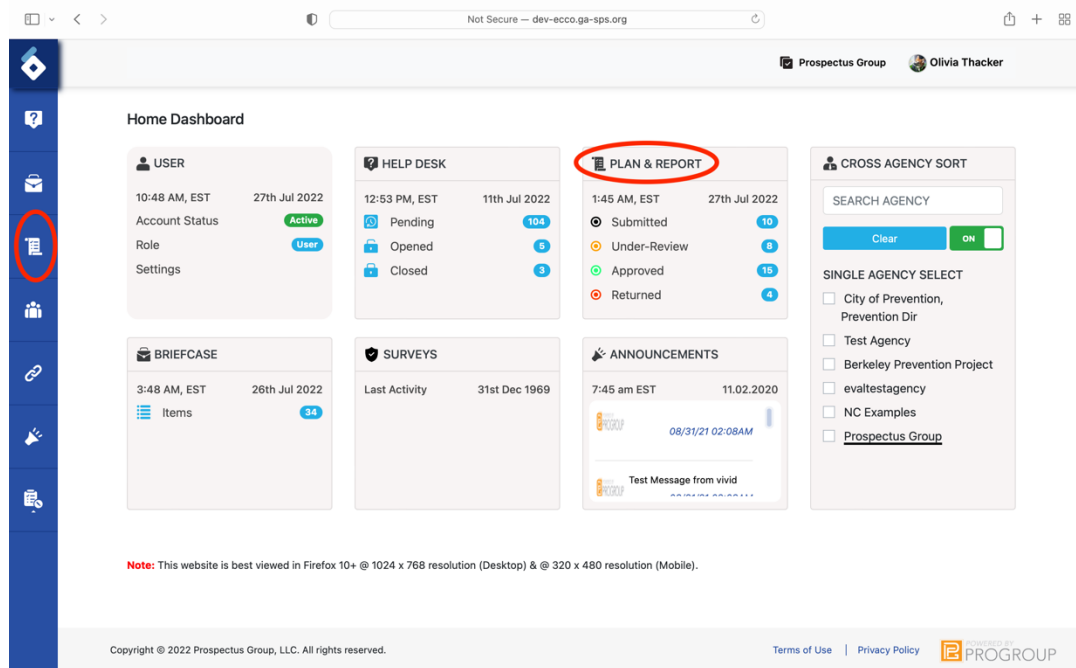 Not Secure — dev-ecco.ga-sps.org
Prospectus Group
Olivia Thacker
Home Dashboard
USER
10:48 AM, EST 27th Jul 2022
Account Status Active
Role User
Settings
HELP DESK
12:53 PM, EST 11th Jul 2022
Pending 104
Opened 5
Closed 3
PLAN & REPORT
1:45 AM, EST 27th Jul 2022
Submitted 10
Under-Review 8
Approved 15
Returned 4
CROSS AGENCY SORT
SEARCH AGENCY
Clear ON
SINGLE AGENCY SELECT
City of Prevention,
Prevention Dir
Test Agency
Berkeley Prevention Project
evaltestagency
NC Examples
Prospectus Group
BRIEFCASE
3:48 AM, EST 26th Jul 2022
Items 34
SURVEYS
Last Activity 31st Dec 1969
ANNOUNCEMENTS
7:45 am EST 11.02.2020
PROGROUP
08/31/21 02:08AM
Test Message from vivid
PROGROUP
Note: This website is best viewed in Firefox 10+ @ 1024 x 768 resolution (Desktop) & @ 320 x 480 resolution (Mobile).
Copyright © 2022 Prospectus Group, LLC. All rights reserved.
Terms of Use | Privacy Policy
POWERED BY
PROGROUP